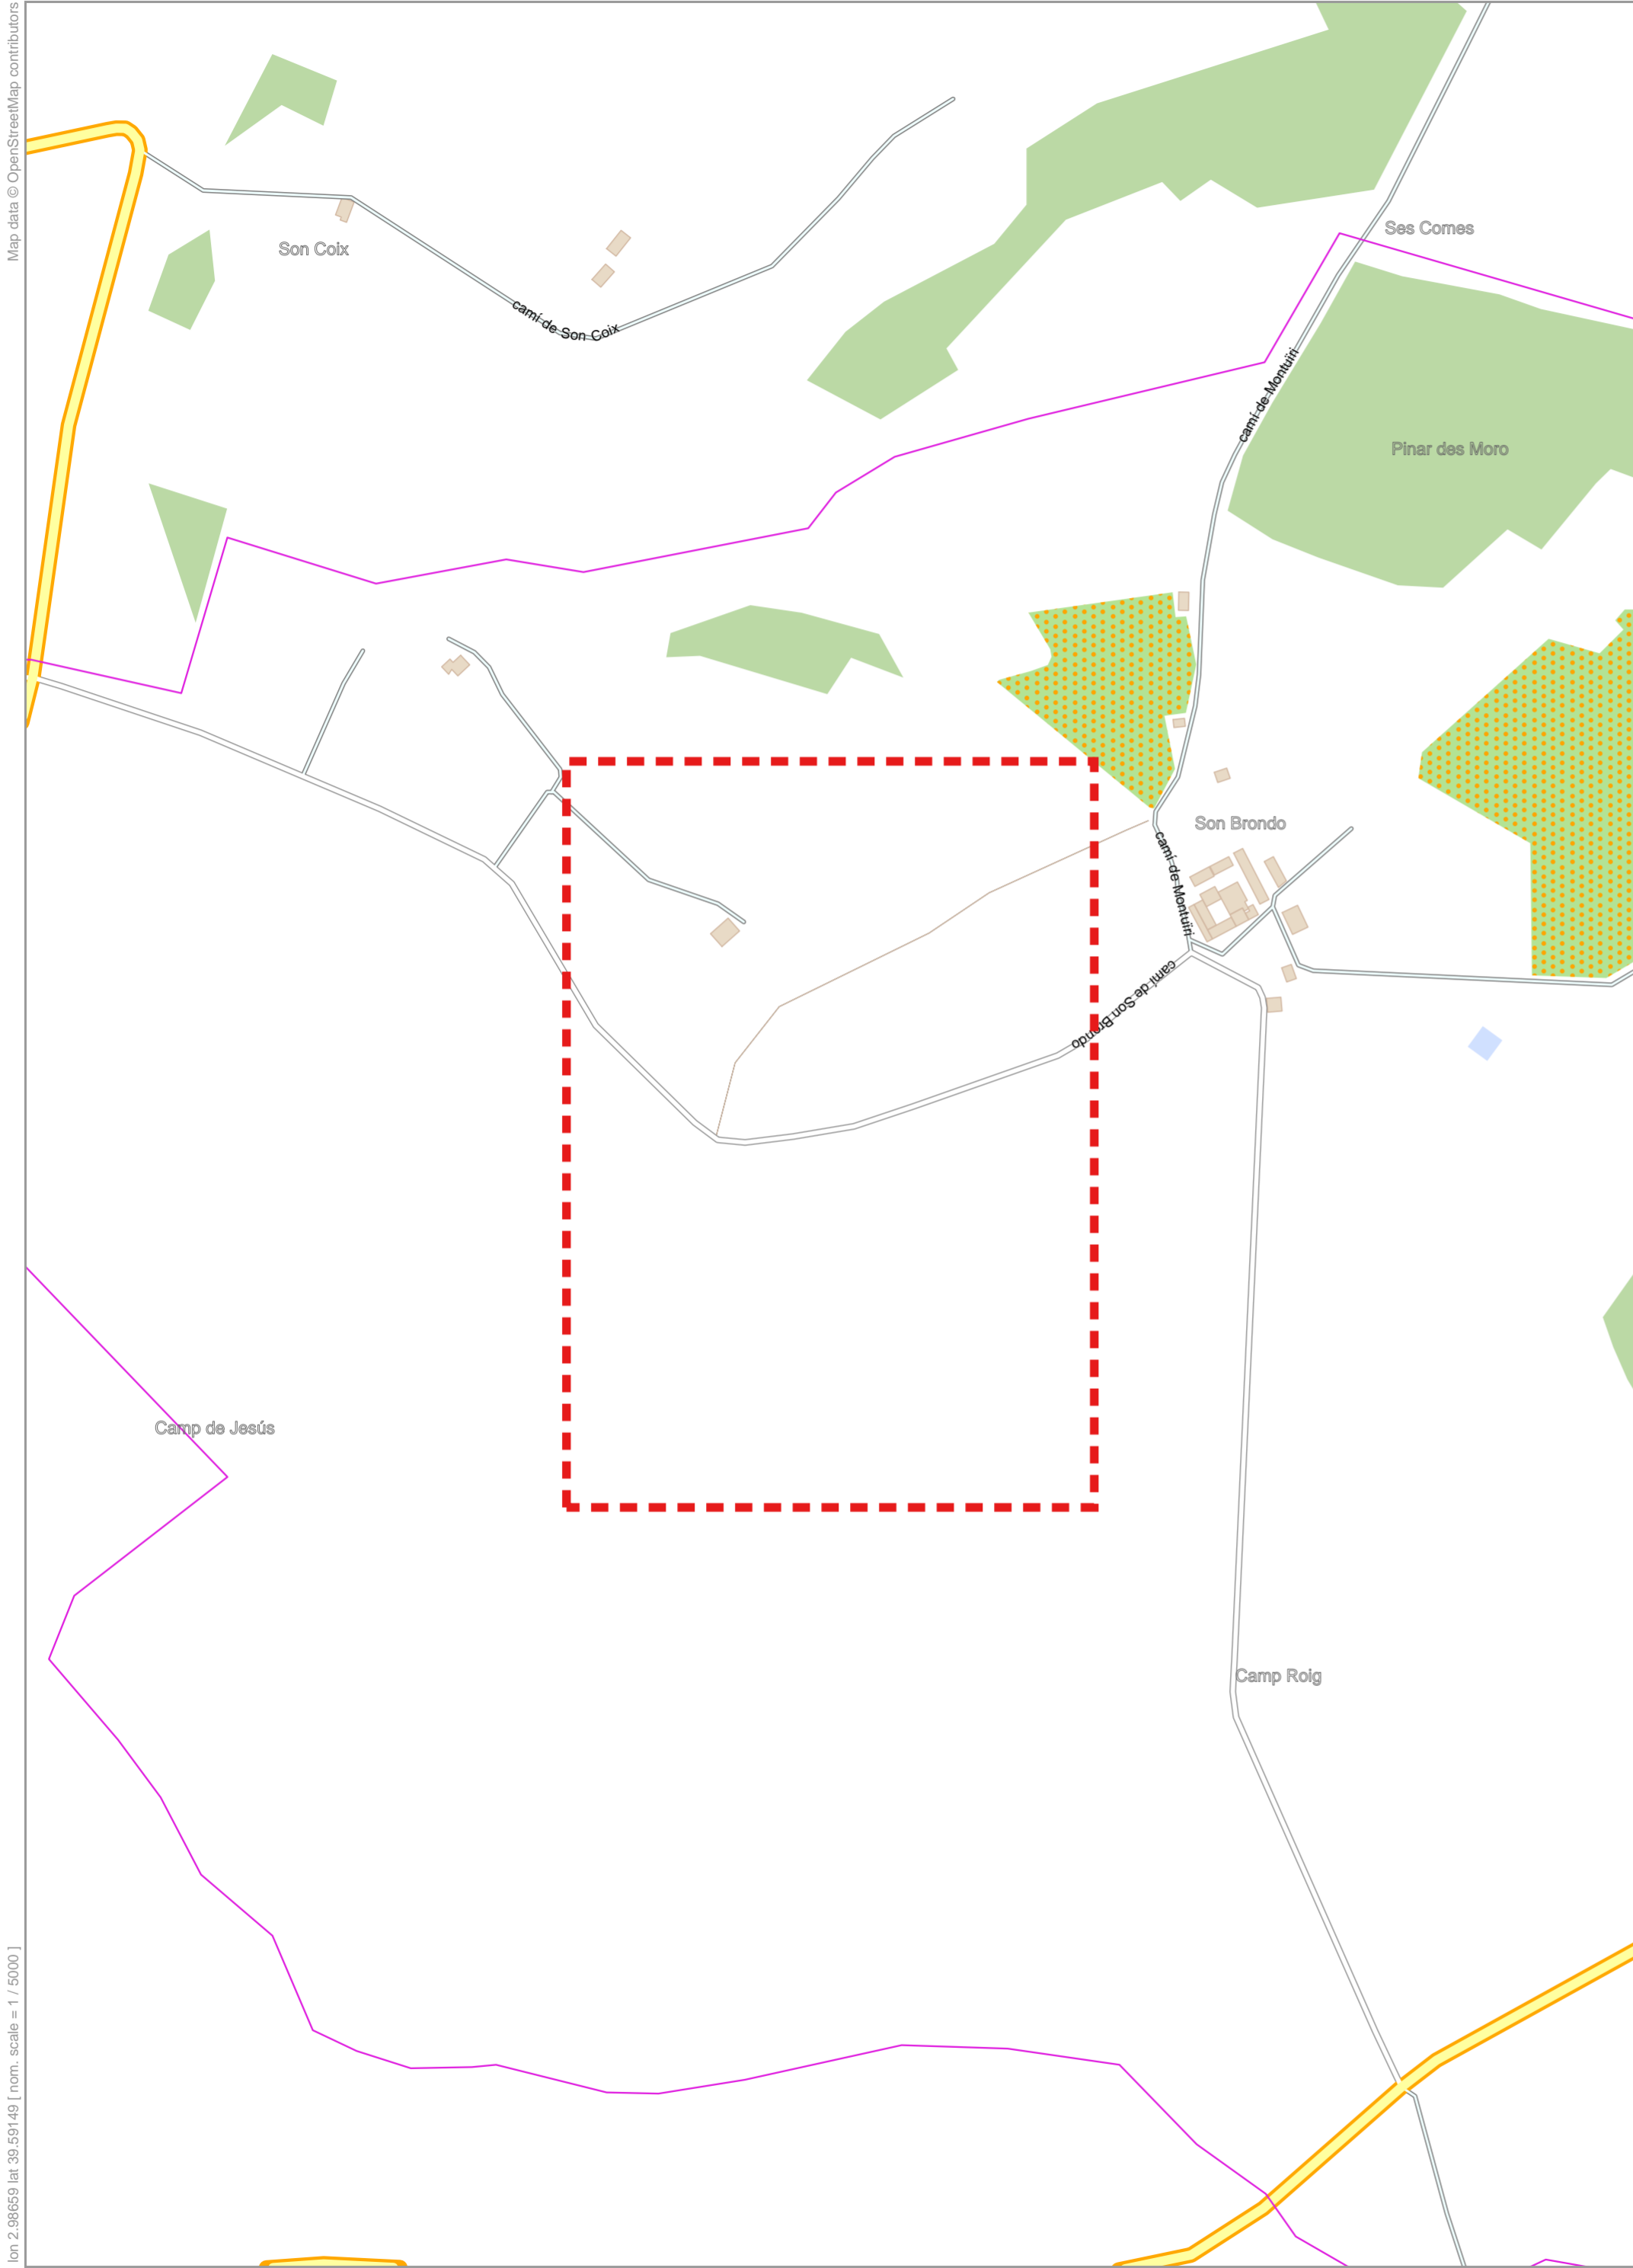 Map data © OpenStreetMap contributors
Ses Comes
Son Coix
camí de Son Coix
camí de Montuïri
Pinar des Moro
Son Brondo
camí de Montuïri
camí de Son Brondo
Camp de Jesús
Camp Roig
lon 2.98659 lat 39.59149 [ nom. scale = 1 / 5000 ]